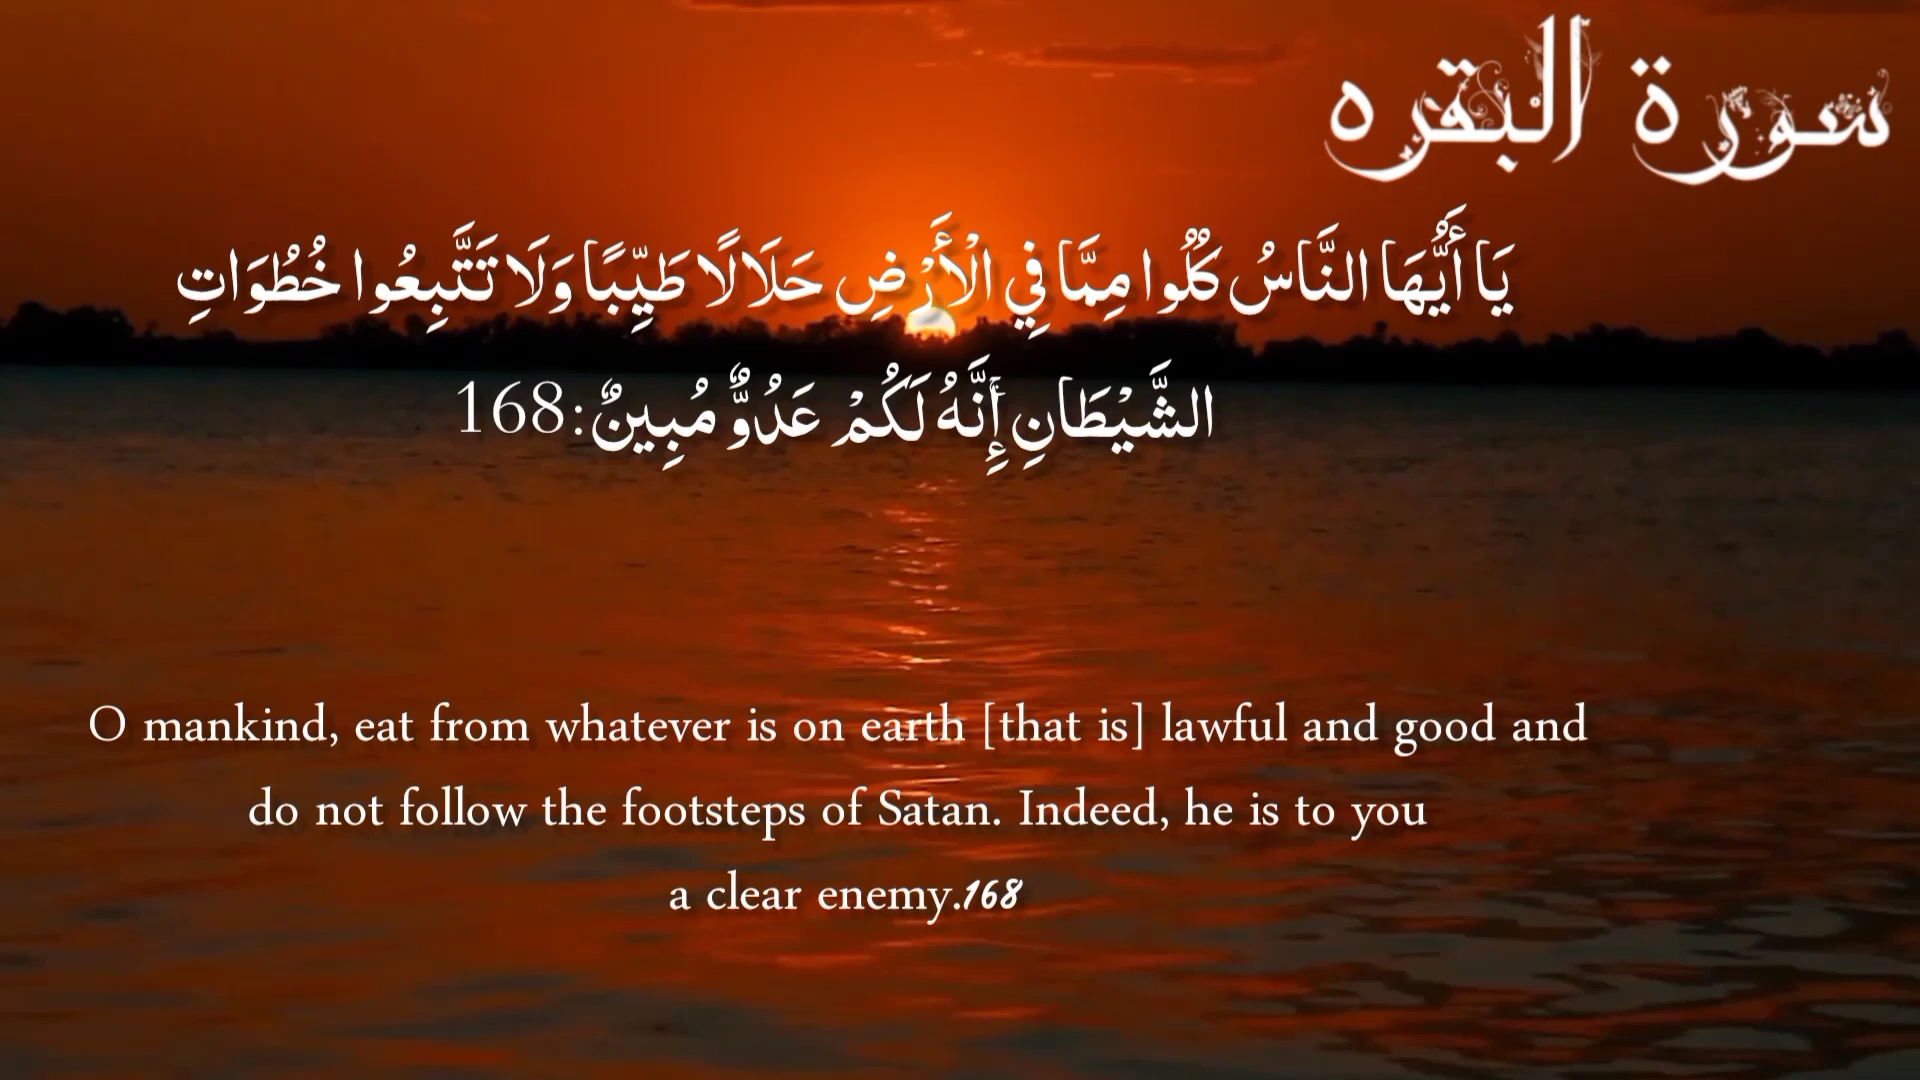 سورة البقره
يَا أَيُّهَا النَّاسُ كُلُوا مِمَّا فِي الْأَرْضِ حَلَالًا طَيِّبًا وَلَا تَتَّبِعُوا خُطُوَاتِ
الشَّيْطَانِ إِنَّهُ لَكُمْ عَدُوٌّ مُبِينٌ:168
O mankind, eat from whatever is on earth [that is] lawful and good and
do not follow the footsteps of Satan. Indeed, he is to you
a clear enemy.168